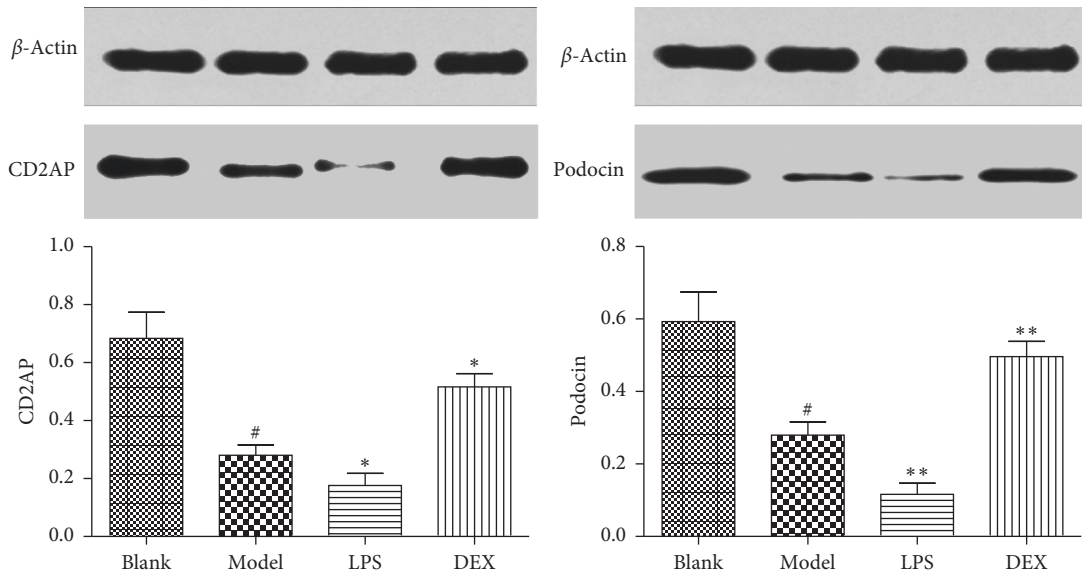 β-Actin
CD2AP
CD2AP
1.0
0.8
0.6
0.4
0.2
0.0
#
*
*
Blank Model LPS DEX
β-Actin
Podocin
Podocin
0.8
0.6
0.4
0.2
0.0
#
**
**
Blank Model LPS DEX